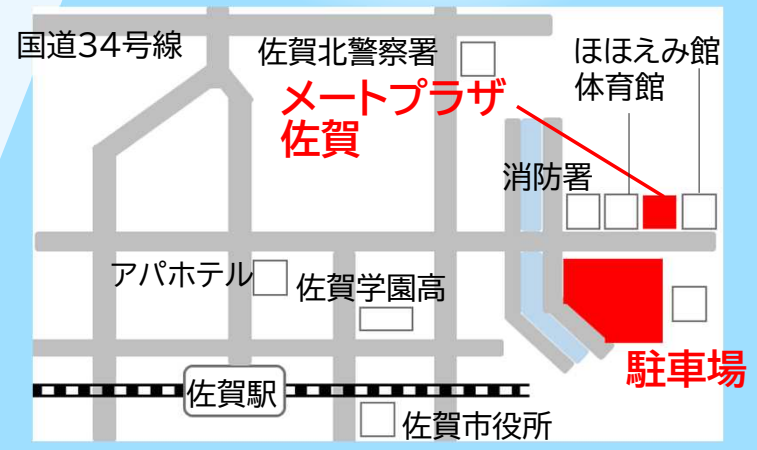 国道34号線
佐賀北警察署
ほほえみ館
体育館
メートプラザ
佐賀
消防署
アパホテル
佐賀学園高
駐車場
佐賀駅
佐賀市役所